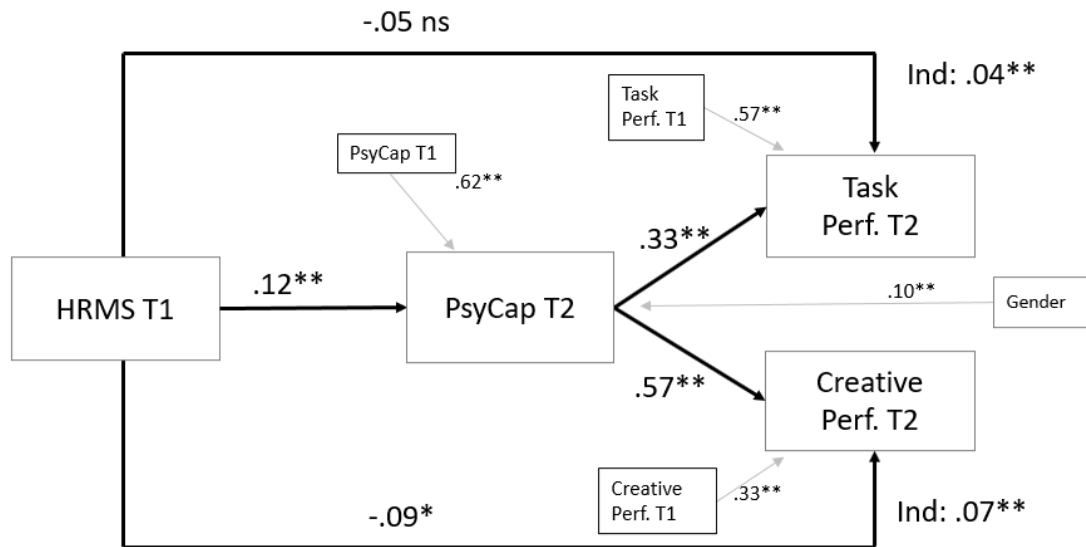 -.05 ns
Ind: .04**
Task
Perf. T1
.57**
PsyCap T1
.62**
Task
Perf. T2
.33**
HRMS T1
.12**
PsyCap T2
.10**
Gender
.57**
Creative
Perf. T2
Creative
Perf. T1
.33**
-.09*
Ind: .07**